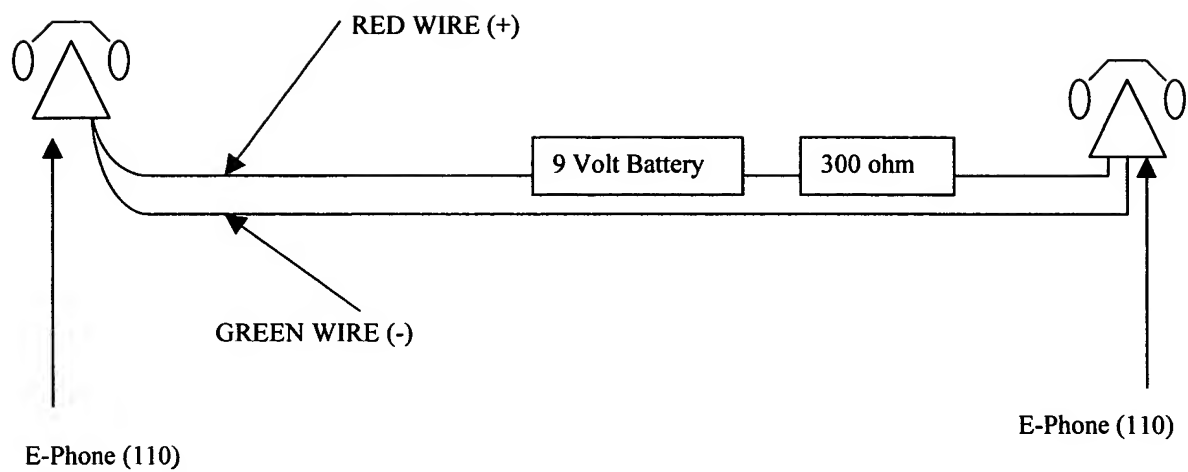 RED WIRE (+)
9 Volt Battery
300 ohm
GREEN WIRE (-)
E-Phone (110)
E-Phone (110)